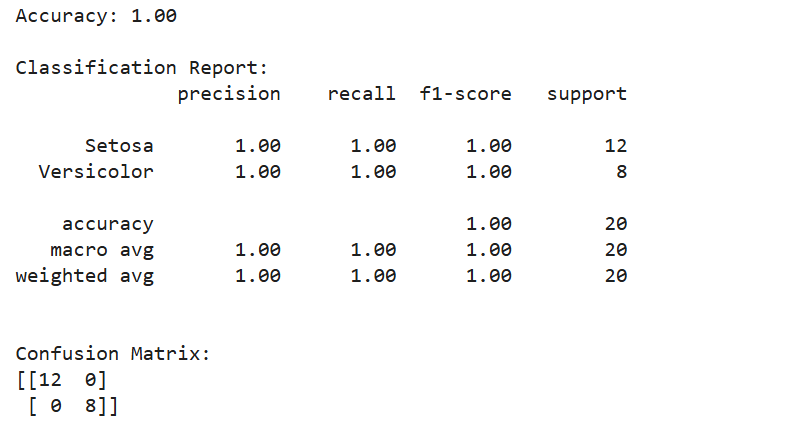 Accuracy: 1.00
Classification Report:
precision recall f1-score support
Setosa 1.00 1.00 1.00 12
Versicolor 1.00 1.00 1.00 8
accuracy 1.00 20
macro avg 1.00 1.00 1.00 20
weighted avg 1.00 1.00 1.00 20
Confusion Matrix:
[[12 0]
[ 0 8]]